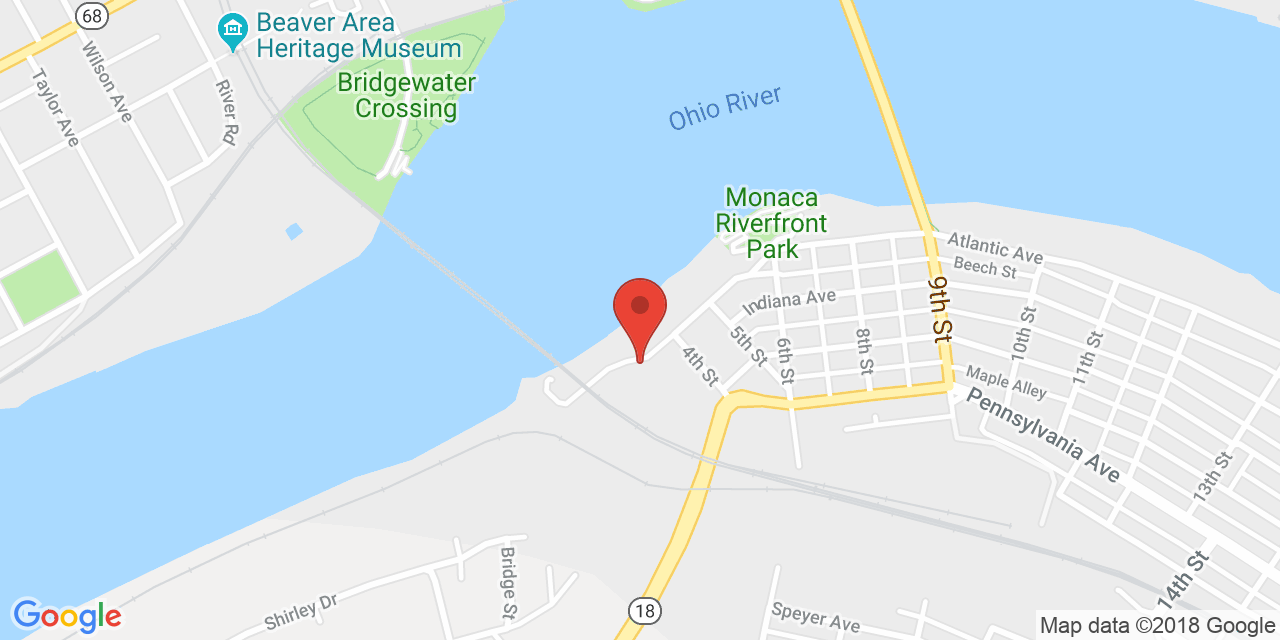 68
Beaver Area
Heritage Museum
Wilson Ave
Taylor Ave
River Rd
Bridgewater
Crossing
Ohio River
Monaca
Riverfront
Park
Atlantic Ave
Beech St
Indiana Ave
9th St
10th St
11th St
4th St
5th St
6th St
8th St
Maple Alley
Pennsylvania Ave
13th St
14th St
Bridge St
Shirley Dr
18
Speyer Ave
Google
Map data ©2018 Google